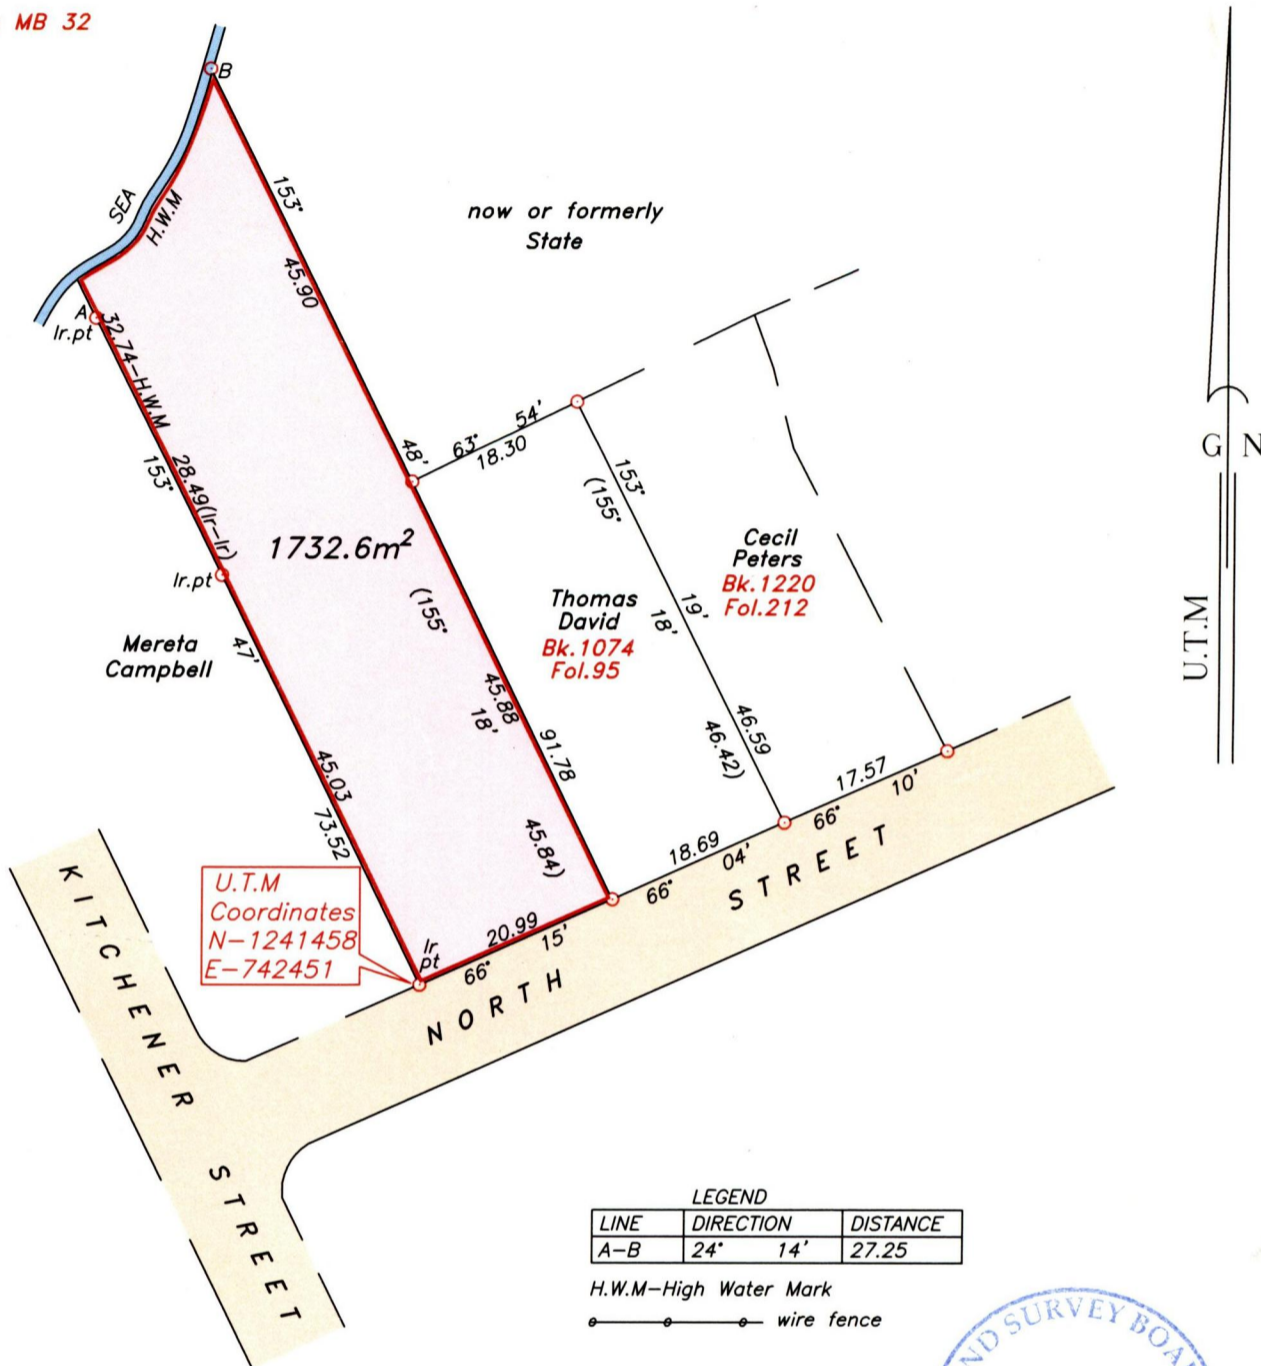 MB 32
B
SEA
H.W.M
153°
45.90
48'
now or formerly
State
A
Ir.pt
32.74-H.W.M
28.49(Ir-Ir)
153°
Ir.pt
47'
45.03
73.52
1732.6m²
Mereta
Campbell
63° 54'
18.30
(155°
18'
45.88
91.78
45.84)
153°
19'
46.59
(155°
18'
46.42)
Thomas
David
Bk.1074
Fol.95
Cecil
Peters
Bk.1220
Fol.212
G N
U.T.M
17.57
66° 10'
18.69
66° 04'
20.99
66° 15'
Ir
pt
U.T.M
Coordinates
N-1241458
E-742451
NORTH STREET
KITCHENER STREET
LEGEND
LINE DIRECTION DISTANCE
A-B 24° 14' 27.25
H.W.M-High Water Mark
wire fence
SURVEY